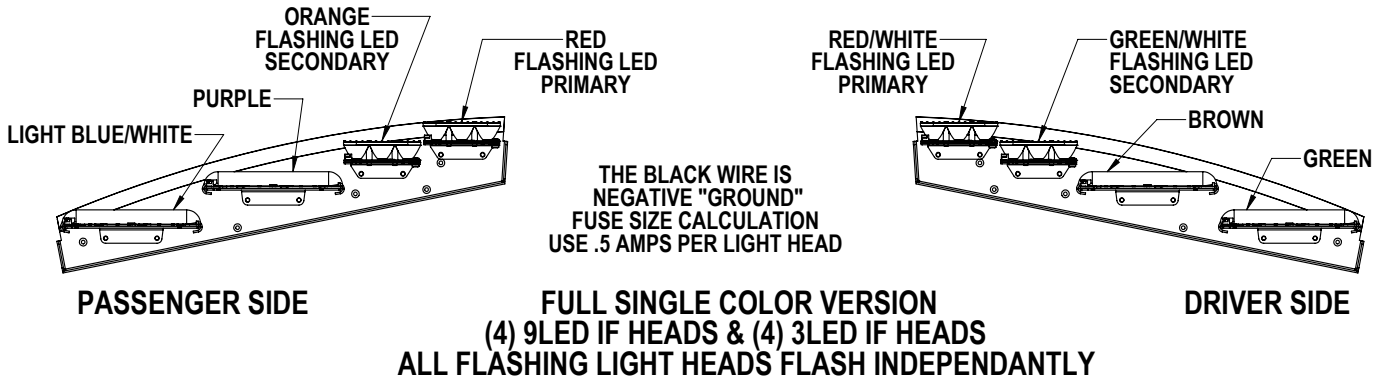 ORANGE
FLASHING LED
SECONDARY
RED
FLASHING LED
PRIMARY
PURPLE
LIGHT BLUE/WHITE
RED/WHITE
FLASHING LED
PRIMARY
GREEN/WHITE
FLASHING LED
SECONDARY
BROWN
GREEN
THE BLACK WIRE IS
NEGATIVE "GROUND"
FUSE SIZE CALCULATION
USE .5 AMPS PER LIGHT HEAD
PASSENGER SIDE
DRIVER SIDE
FULL SINGLE COLOR VERSION
(4) 9LED IF HEADS & (4) 3LED IF HEADS
ALL FLASHING LIGHT HEADS FLASH INDEPENDANTLY